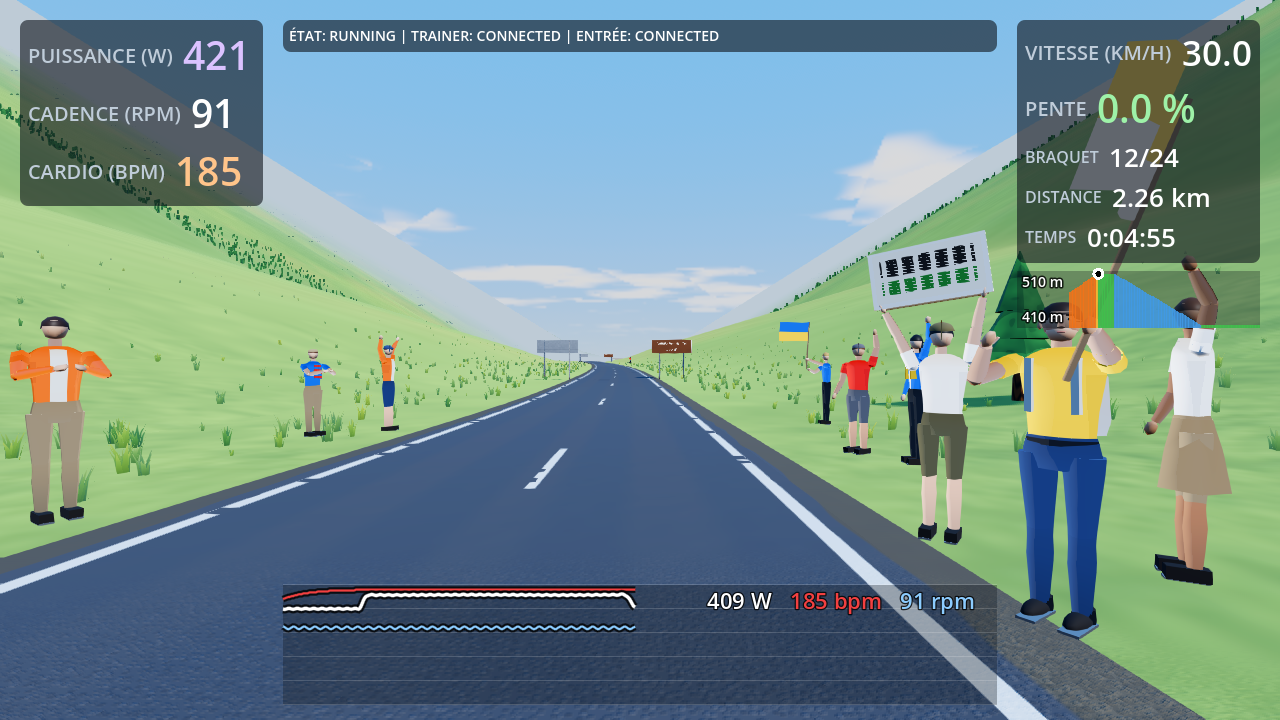 PUISSANCE (W) 421
CADENCE (RPM) 91
CARDIO (BPM) 185
ÉTAT: RUNNING | TRAINER: CONNECTED | ENTRÉE: CONNECTED
VITESSE (KM/H) 30.0
PENTE 0.0 %
BRAQUET 12/24
DISTANCE 2.26 km
TEMPS 0:04:55
510 m
410 m
409 W 185 bpm 91 rpm